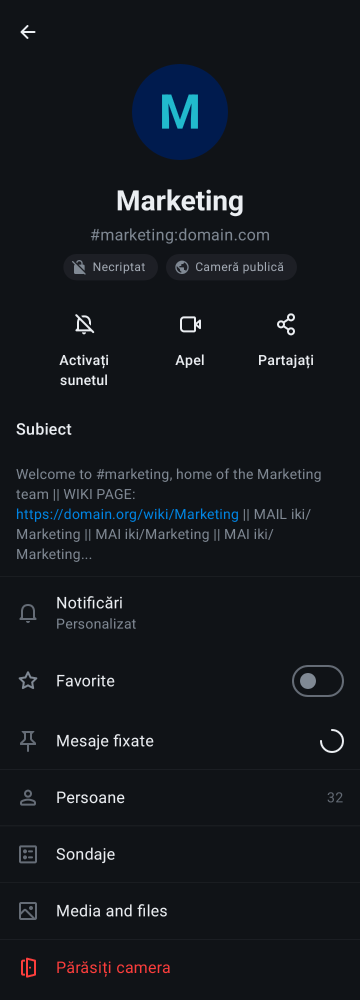 M
Marketing
#marketing:domain.com
Necriptat
Cameră publică
Activați
sunetul
Apel
Partajați
Subiect
Welcome to #marketing, home of the Marketing
team || WIKI PAGE:
https://domain.org/wiki/Marketing || MAIL iki/
Marketing || MAI iki/Marketing || MAI iki/
Marketing...
Notificări
Personalizat
Favorite
Mesaje fixate
Persoane 32
Sondaje
Media and files
Părăsiți camera